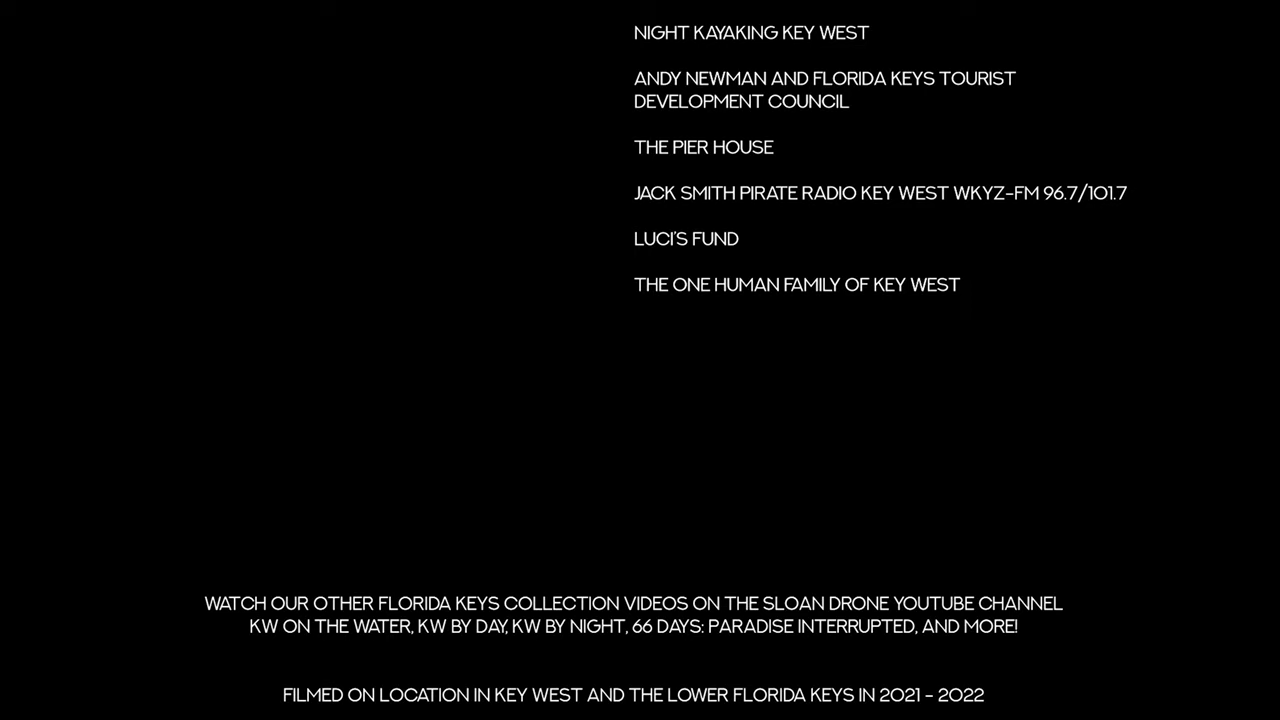 NIGHT KAYAKING KEY WEST
ANDY NEWMAN AND FLORIDA KEYS TOURIST
DEVELOPMENT COUNCIL
THE PIER HOUSE
JACK SMITH PIRATE RADIO KEY WEST WKYZ-FM 96.7/101.7
LUCI'S FUND
THE ONE HUMAN FAMILY OF KEY WEST
WATCH OUR OTHER FLORIDA KEYS COLLECTION VIDEOS ON THE SLOAN DRONE YOUTUBE CHANNEL
KW ON THE WATER, KW BY DAY, KW BY NIGHT, 66 DAYS: PARADISE INTERRUPTED, AND MORE!
FILMED ON LOCATION IN KEY WEST AND THE LOWER FLORIDA KEYS IN 2021 - 2022